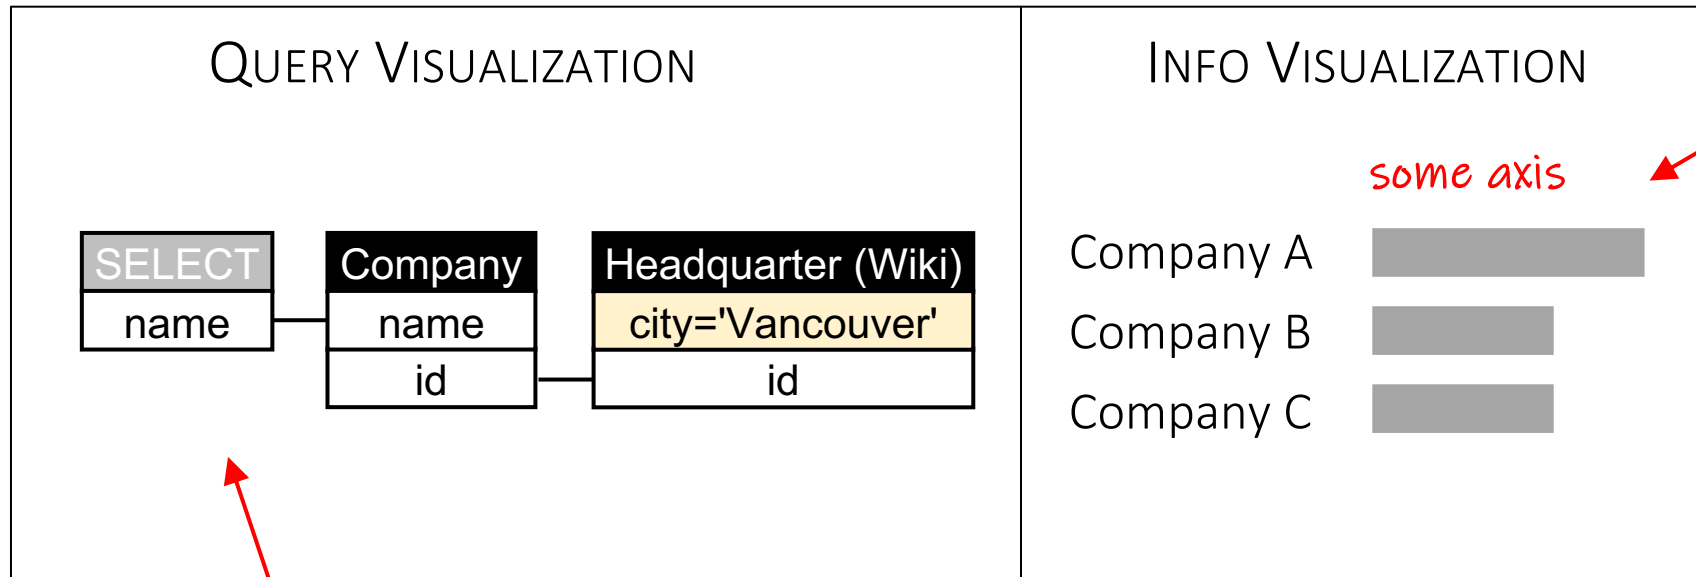 QUERY VISUALIZATION
SELECT
name
Company
name
id
Headquarter (Wiki)
city='Vancouver'
id
INFO VISUALIZATION
some axis
Company A
Company B
Company C